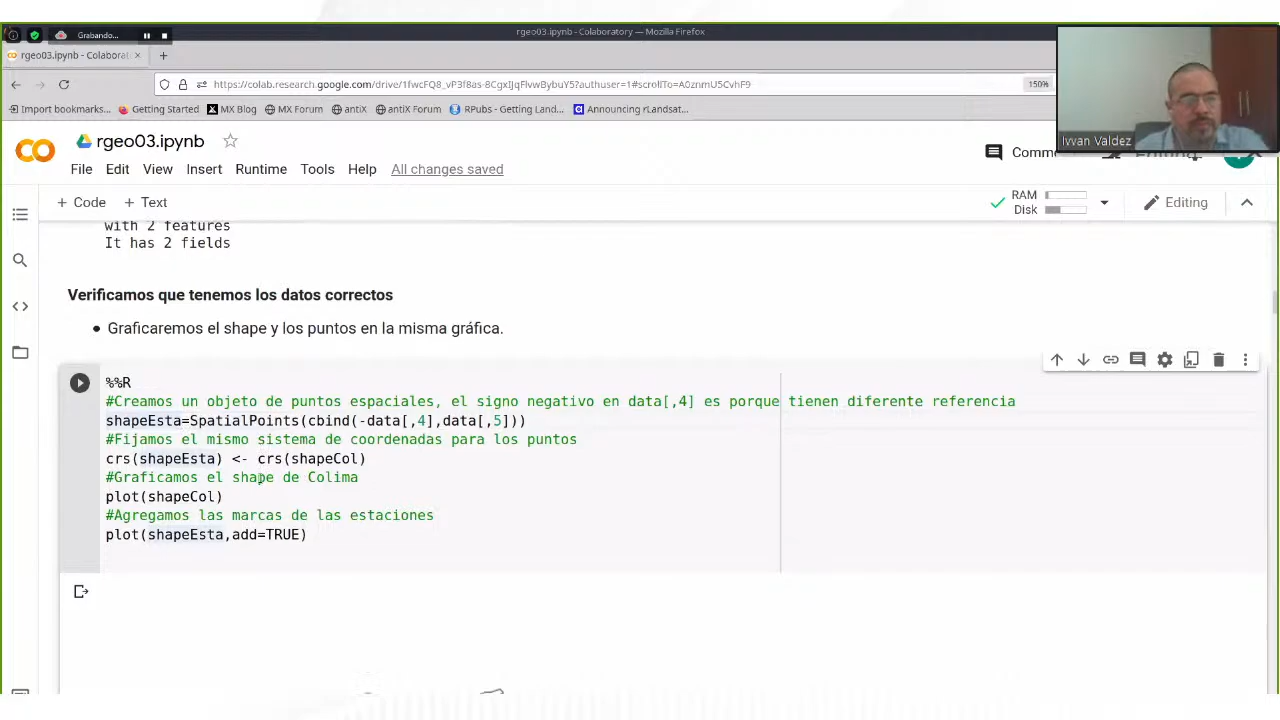 Grabando...
rgeo03.ipynb - Colaboratory — Mozilla Firefox
rgeo03.ipynb - Colaborat
https://colab.research.google.com/drive/1fwcFQ8_vP3f8as-8CgxIJqFlvwBybuY5?authuser=1#scrollTo=A0znmU5CvhF9
150%
Import bookmarks...
Getting Started
MX Blog
MX Forum
antiX
antiX Forum
RPubs - Getting Land...
Announcing rLandsat...
Ivvan Valdez
rgeo03.ipynb
File Edit View Insert Runtime Tools Help All changes saved
Comm
+ Code + Text
RAM
Disk
Editing
with 2 features
It has 2 fields
Verificamos que tenemos los datos correctos
• Graficaremos el shape y los puntos en la misma gráfica.
%%R
#Creamos un objeto de puntos espaciales, el signo negativo en data[,4] es porque tienen diferente referencia
shapeEsta=SpatialPoints(cbind(-data[,4],data[,5]))
#Fijamos el mismo sistema de coordenadas para los puntos
crs(shapeEsta) <- crs(shapeCol)
#Graficamos el shape de Colima
plot(shapeCol)
#Agregamos las marcas de las estaciones
plot(shapeEsta,add=TRUE)